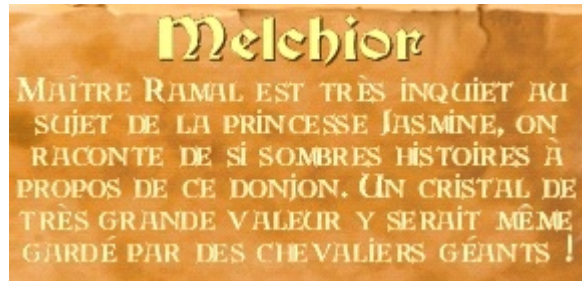 Melchior
Maître Ramal est très inquiet au
sujet de la princesse Jasmine, on
raconte de si sombres histoires à
propos de ce donjon. Un cristal de
très grande valeur y serait même
gardé par des chevaliers géants !